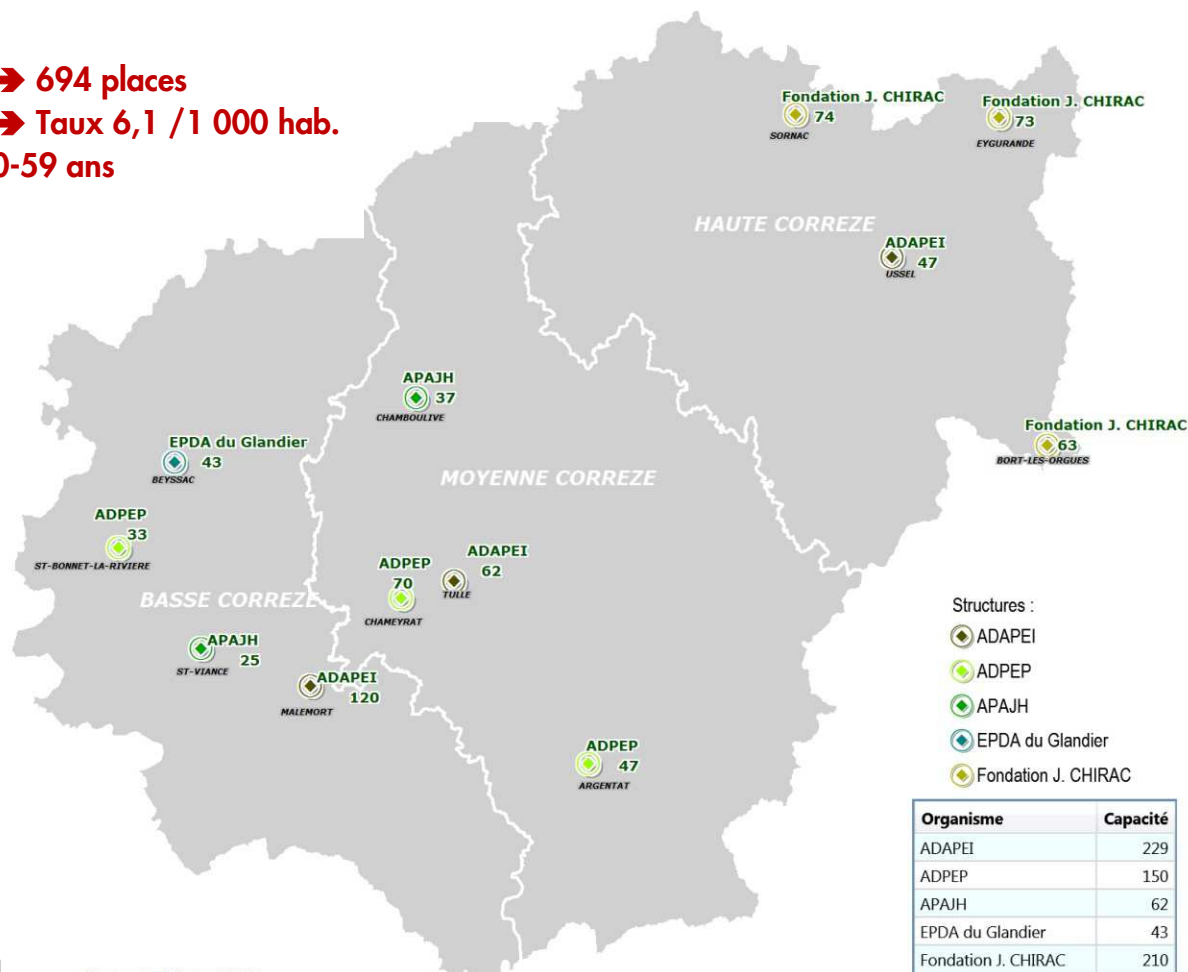 ➔ 694 places
➔ Taux 6,1 /1 000 hab.
0-59 ans
Fondation J. CHIRAC
74
SORNAC
Fondation J. CHIRAC
73
EYGURANDE
HAUTE CORREZE
ADAPEI
47
USSEL
APAJH
37
CHAMBOULIVE
Fondation J. CHIRAC
63
BORT-LES-ORGUES
EPDA du Glandier
43
BEYSSAC
MOYENNE CORREZE
ADPEP
33
ST-BONNET-LA-RIVIERE
ADAPEI
62
TULLE
ADPEP
70
CHAMEYRAT
BASSE CORREZE
APAJH
25
ST-VIANCE
ADAPEI
120
MALEMORT
ADPEP
47
ARGENTAT
Structures :
ADAPEI
ADPEP
APAJH
EPDA du Glandier
Fondation J. CHIRAC
Organisme Capacité
ADAPEI 229
ADPEP 150
APAJH 62
EPDA du Glandier 43
Fondation J. CHIRAC 210